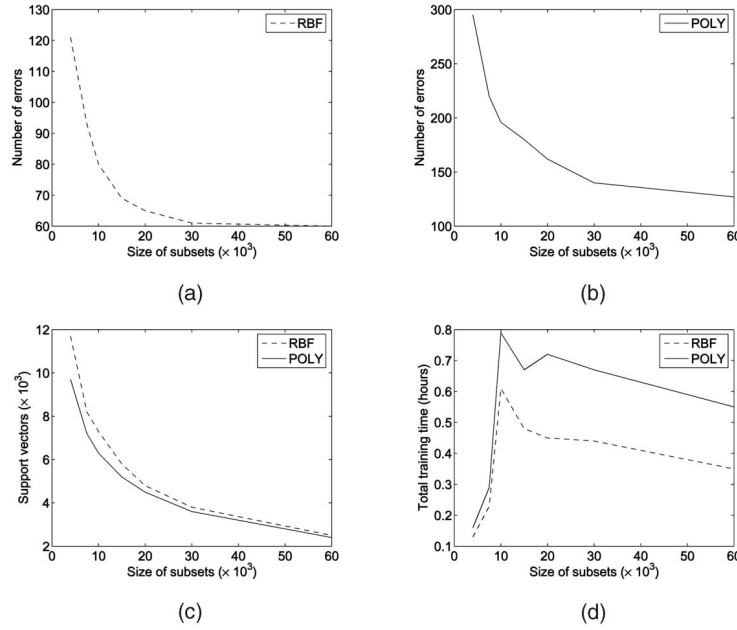 130
120
110
100
90
80
70
60
Number of errors
RBF
0 10 20 30 40 50 60
Size of subsets (× 10³)
(a)
300
250
200
150
100
Number of errors
POLY
0 10 20 30 40 50 60
Size of subsets (× 10³)
(b)
12
10
8
6
4
2
Support vectors (× 10³)
RBF
POLY
0 10 20 30 40 50 60
Size of subsets (× 10³)
(c)
0.8
0.7
0.6
0.5
0.4
0.3
0.2
0.1
Total training time (hours)
RBF
POLY
0 10 20 30 40 50 60
Size of subsets (× 10³)
(d)